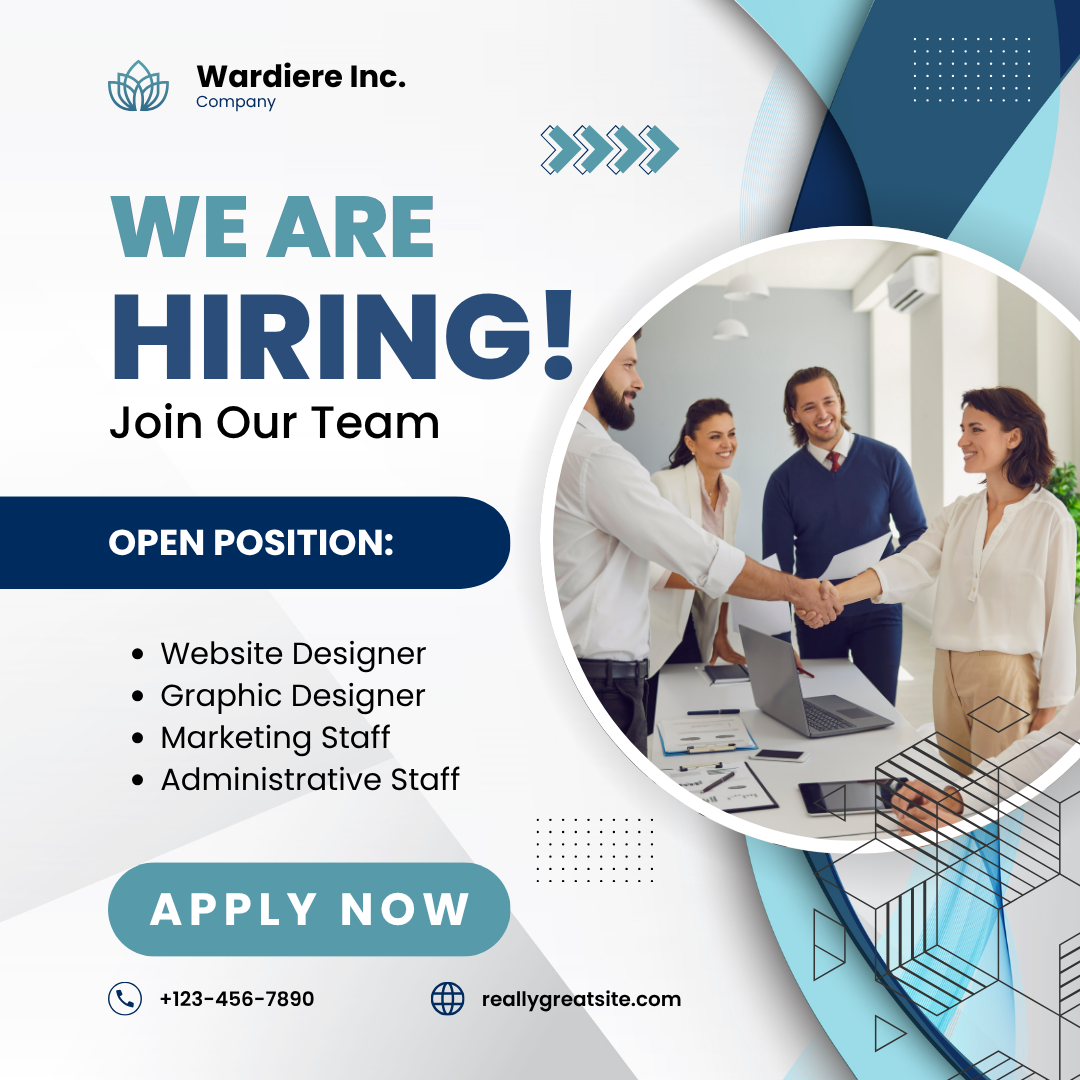 Wardiere Inc.
Company
WE ARE
HIRING!
Join Our Team
OPEN POSITION:
• Website Designer
• Graphic Designer
• Marketing Staff
• Administrative Staff
APPLY NOW
+123-456-7890
reallygreatsite.com